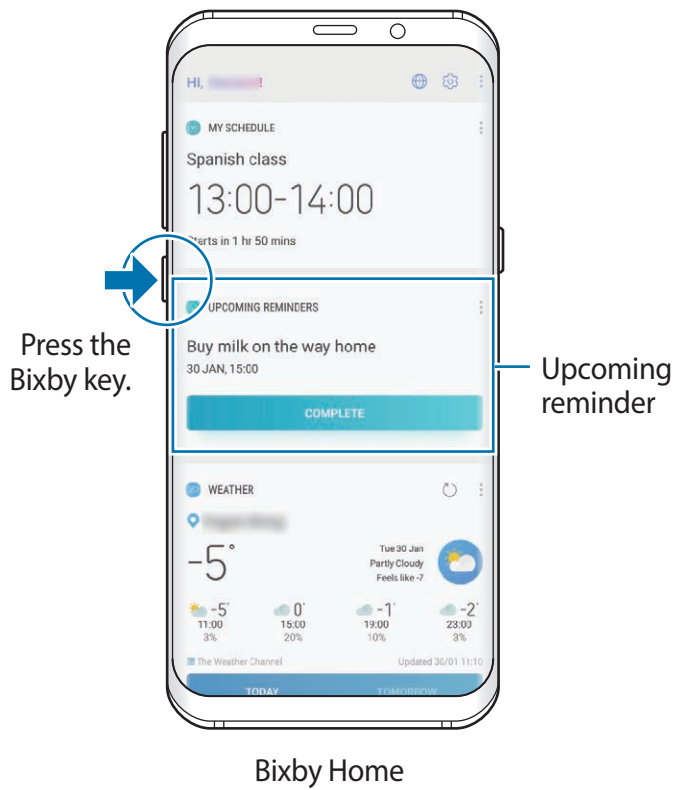 HI, !
MY SCHEDULE
Spanish class
13:00-14:00
Starts in 1 hr 50 mins
UPCOMING REMINDERS
Buy milk on the way home
30 JAN, 15:00
COMPLETE
Press the
Bixby key.
Upcoming
reminder
WEATHER
-5°
Tue 30 Jan
Partly Cloudy
Feels like -7
-5° 0° -1° -2°
11:00 15:00 19:00 23:00
3% 20% 10% 3%
The Weather Channel Updated 30/01 11:10
TODAY TOMORROW
Bixby Home